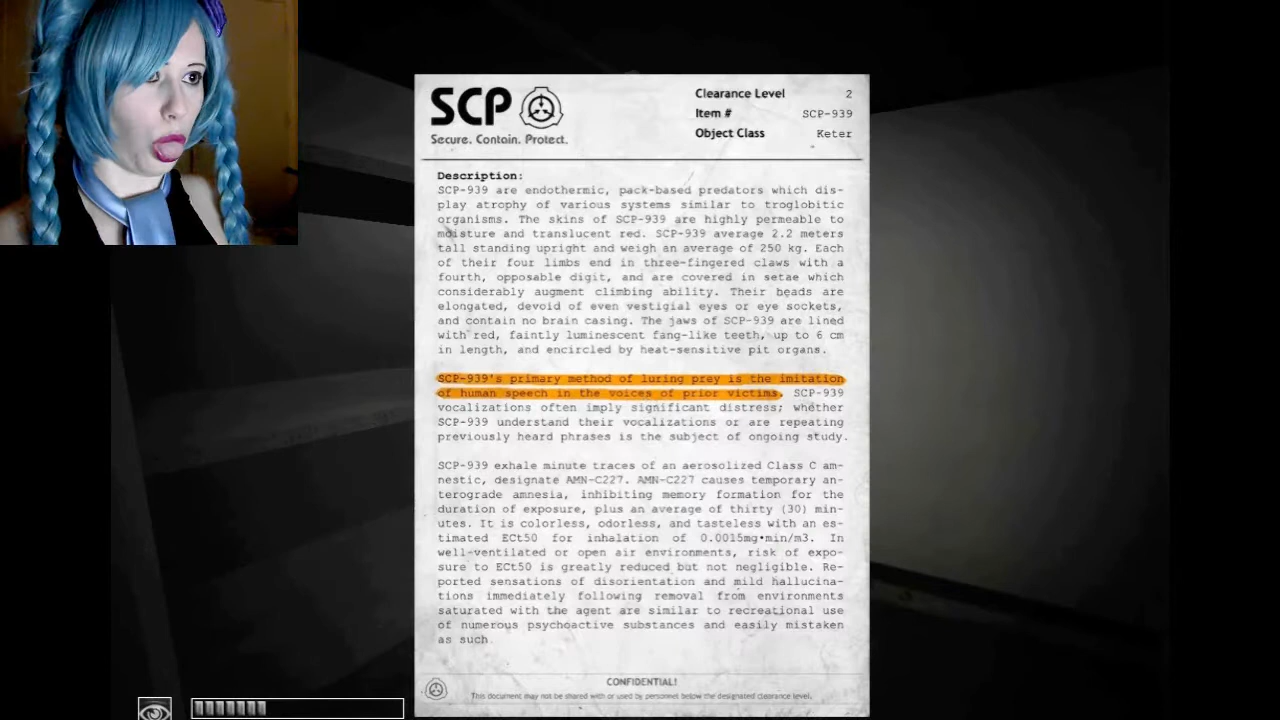 SCP
Secure. Contain. Protect.
Clearance Level 2
Item # SCP-939
Object Class Keter
Description:
SCP-939 are endothermic, pack-based predators which dis-
play atrophy of various systems similar to troglobitic
organisms. The skins of SCP-939 are highly permeable to
moisture and translucent red. SCP-939 average 2.2 meters
tall standing upright and weigh an average of 250 kg. Each
of their four limbs end in three-fingered claws with a
fourth, opposable digit, and are covered in setae which
considerably augment climbing ability. Their heads are
elongated, devoid of even vestigial eyes or eye sockets,
and contain no brain casing. The jaws of SCP-939 are lined
with red, faintly luminescent fang-like teeth, up to 6 cm
in length, and encircled by heat-sensitive pit organs.
SCP-939's primary method of luring prey is the imitation
of human speech in the voices of prior victims. SCP-939
vocalizations often imply significant distress; whether
SCP-939 understand their vocalizations or are repeating
previously heard phrases is the subject of ongoing study.
SCP-939 exhale minute traces of an aerosolized Class C am-
nestic, designate AMN-C227. AMN-C227 causes temporary an-
terograde amnesia, inhibiting memory formation for the
duration of exposure, plus an average of thirty (30) min-
utes. It is colorless, odorless, and tasteless with an es-
timated ECt50 for inhalation of 0.0015mg•min/m3. In
well-ventilated or open air environments, risk of expo-
sure to ECt50 is greatly reduced but not negligible. Re-
ported sensations of disorientation and mild hallucina-
tions immediately following removal from environments
saturated with the agent are similar to recreational use
of numerous psychoactive substances and easily mistaken
as such.
CONFIDENTIAL!
This document may not be shared with or used by personnel below the designated clearance level.